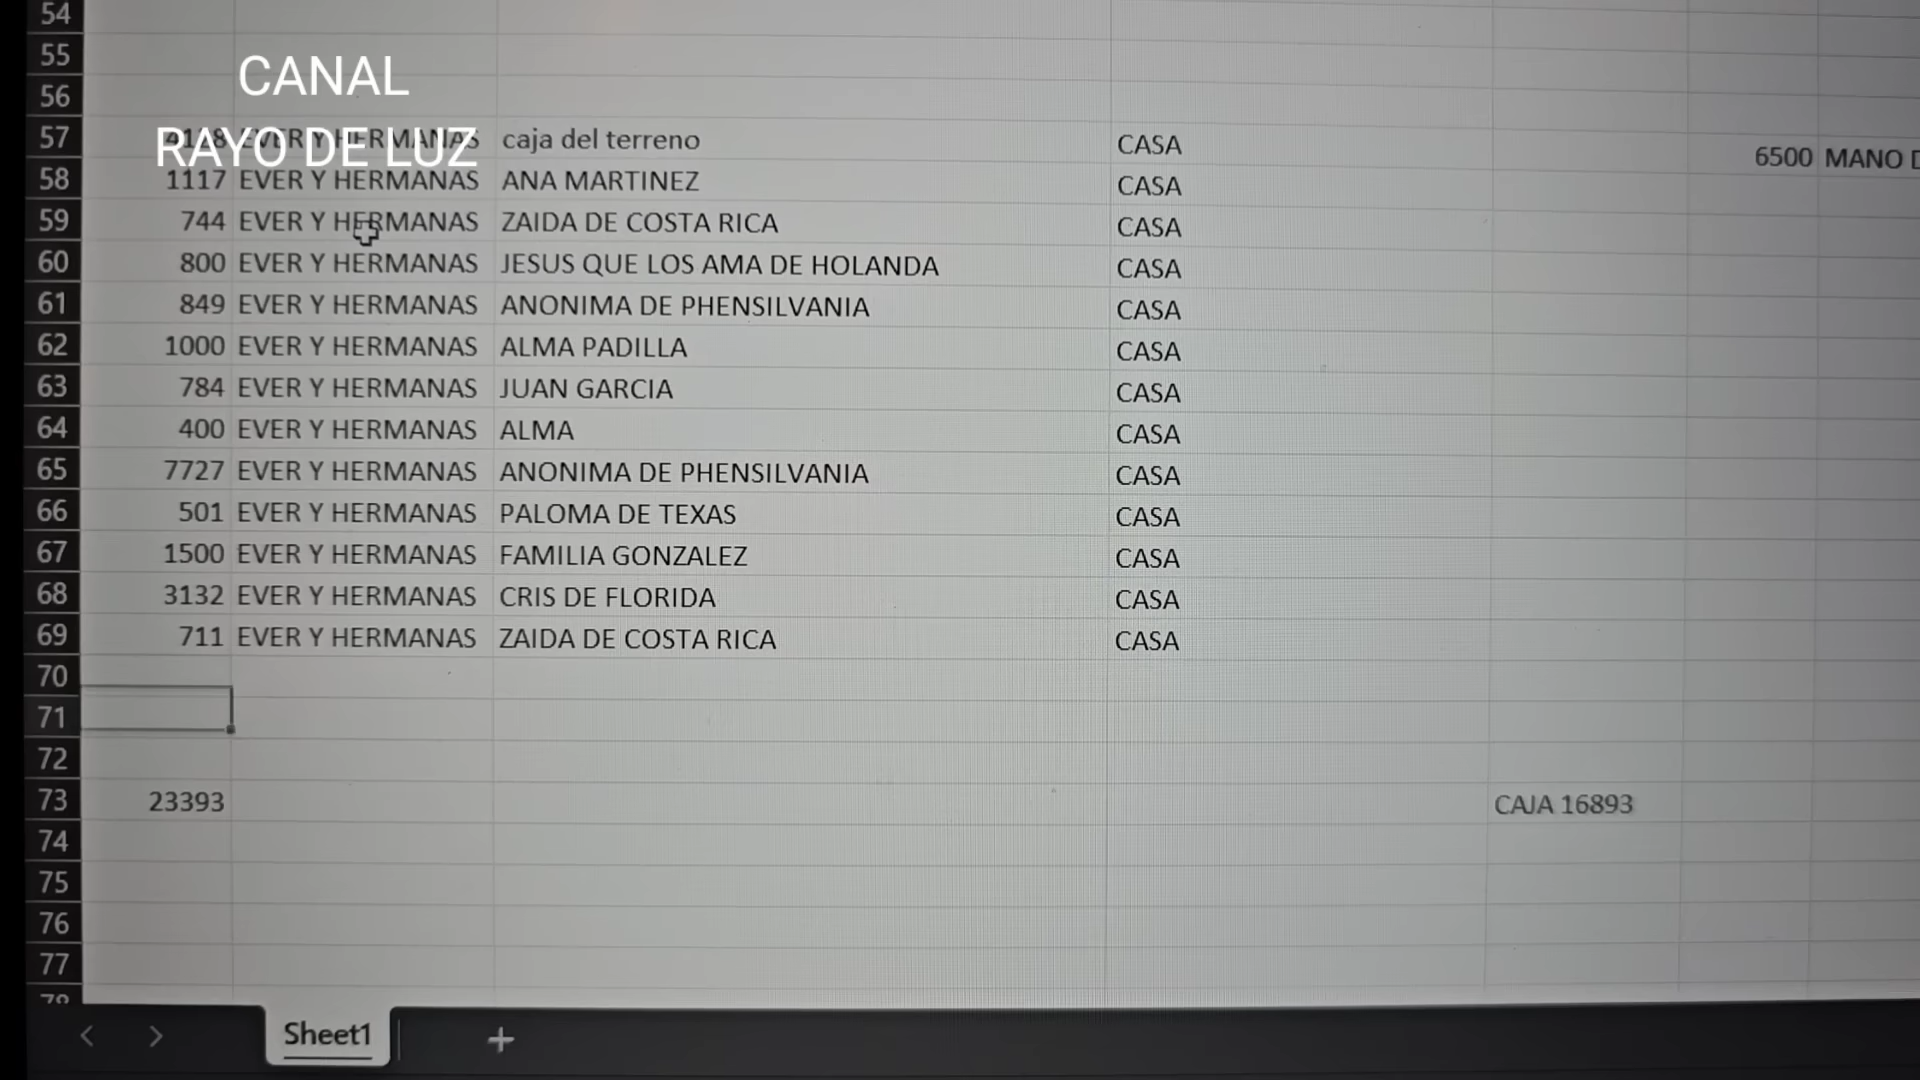 54
55
56
CANAL
RAYO DE LUZ
57 4128 EVER Y HERMANAS caja del terreno CASA 6500 MANO D
58 1117 EVER Y HERMANAS ANA MARTINEZ CASA
59 744 EVER Y HERMANAS ZAIDA DE COSTA RICA CASA
60 800 EVER Y HERMANAS JESUS QUE LOS AMA DE HOLANDA CASA
61 849 EVER Y HERMANAS ANONIMA DE PHENSILVANIA CASA
62 1000 EVER Y HERMANAS ALMA PADILLA CASA
63 784 EVER Y HERMANAS JUAN GARCIA CASA
64 400 EVER Y HERMANAS ALMA CASA
65 7727 EVER Y HERMANAS ANONIMA DE PHENSILVANIA CASA
66 501 EVER Y HERMANAS PALOMA DE TEXAS CASA
67 1500 EVER Y HERMANAS FAMILIA GONZALEZ CASA
68 3132 EVER Y HERMANAS CRIS DE FLORIDA CASA
69 711 EVER Y HERMANAS ZAIDA DE COSTA RICA CASA
70
71
72
73 23393 CAJA 16893
74
75
76
77
78
Sheet1